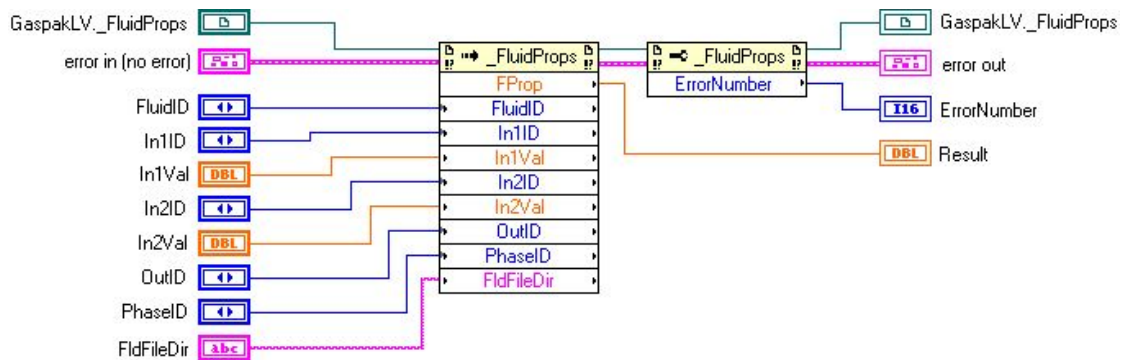 GaspakLV._FluidProps
GaspakLV._FluidProps
error in (no error)
_FluidProps
_FluidProps
error out
FProp
ErrorNumber
FluidID
FluidID
I16
ErrorNumber
In1ID
In1ID
In1Val
DBL
In1Val
DBL
Result
In2ID
In2ID
In2Val
DBL
In2Val
OutID
OutID
PhaseID
PhaseID
FldFileDir
abc
FldFileDir